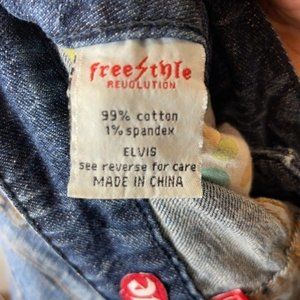 freestyle
REVOLUTION
99% cotton
1% spandex
ELVIS
see reverse for care
MADE IN CHINA